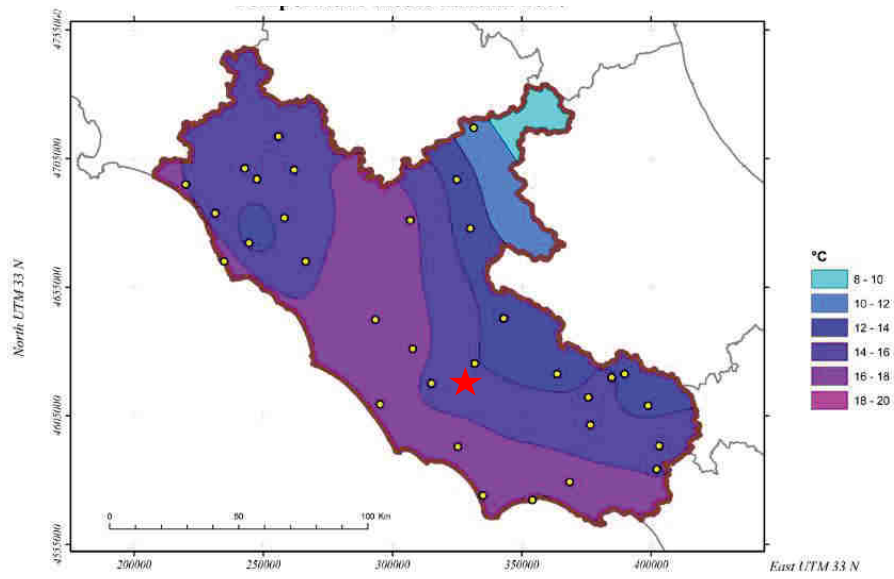 4755000
4705000
4655000
4605000
4555000
North UTM 33 N
°C
8 - 10
10 - 12
12 - 14
14 - 16
16 - 18
18 - 20
0 50 100 Km
200000 250000 300000 350000 400000 East UTM 33 N